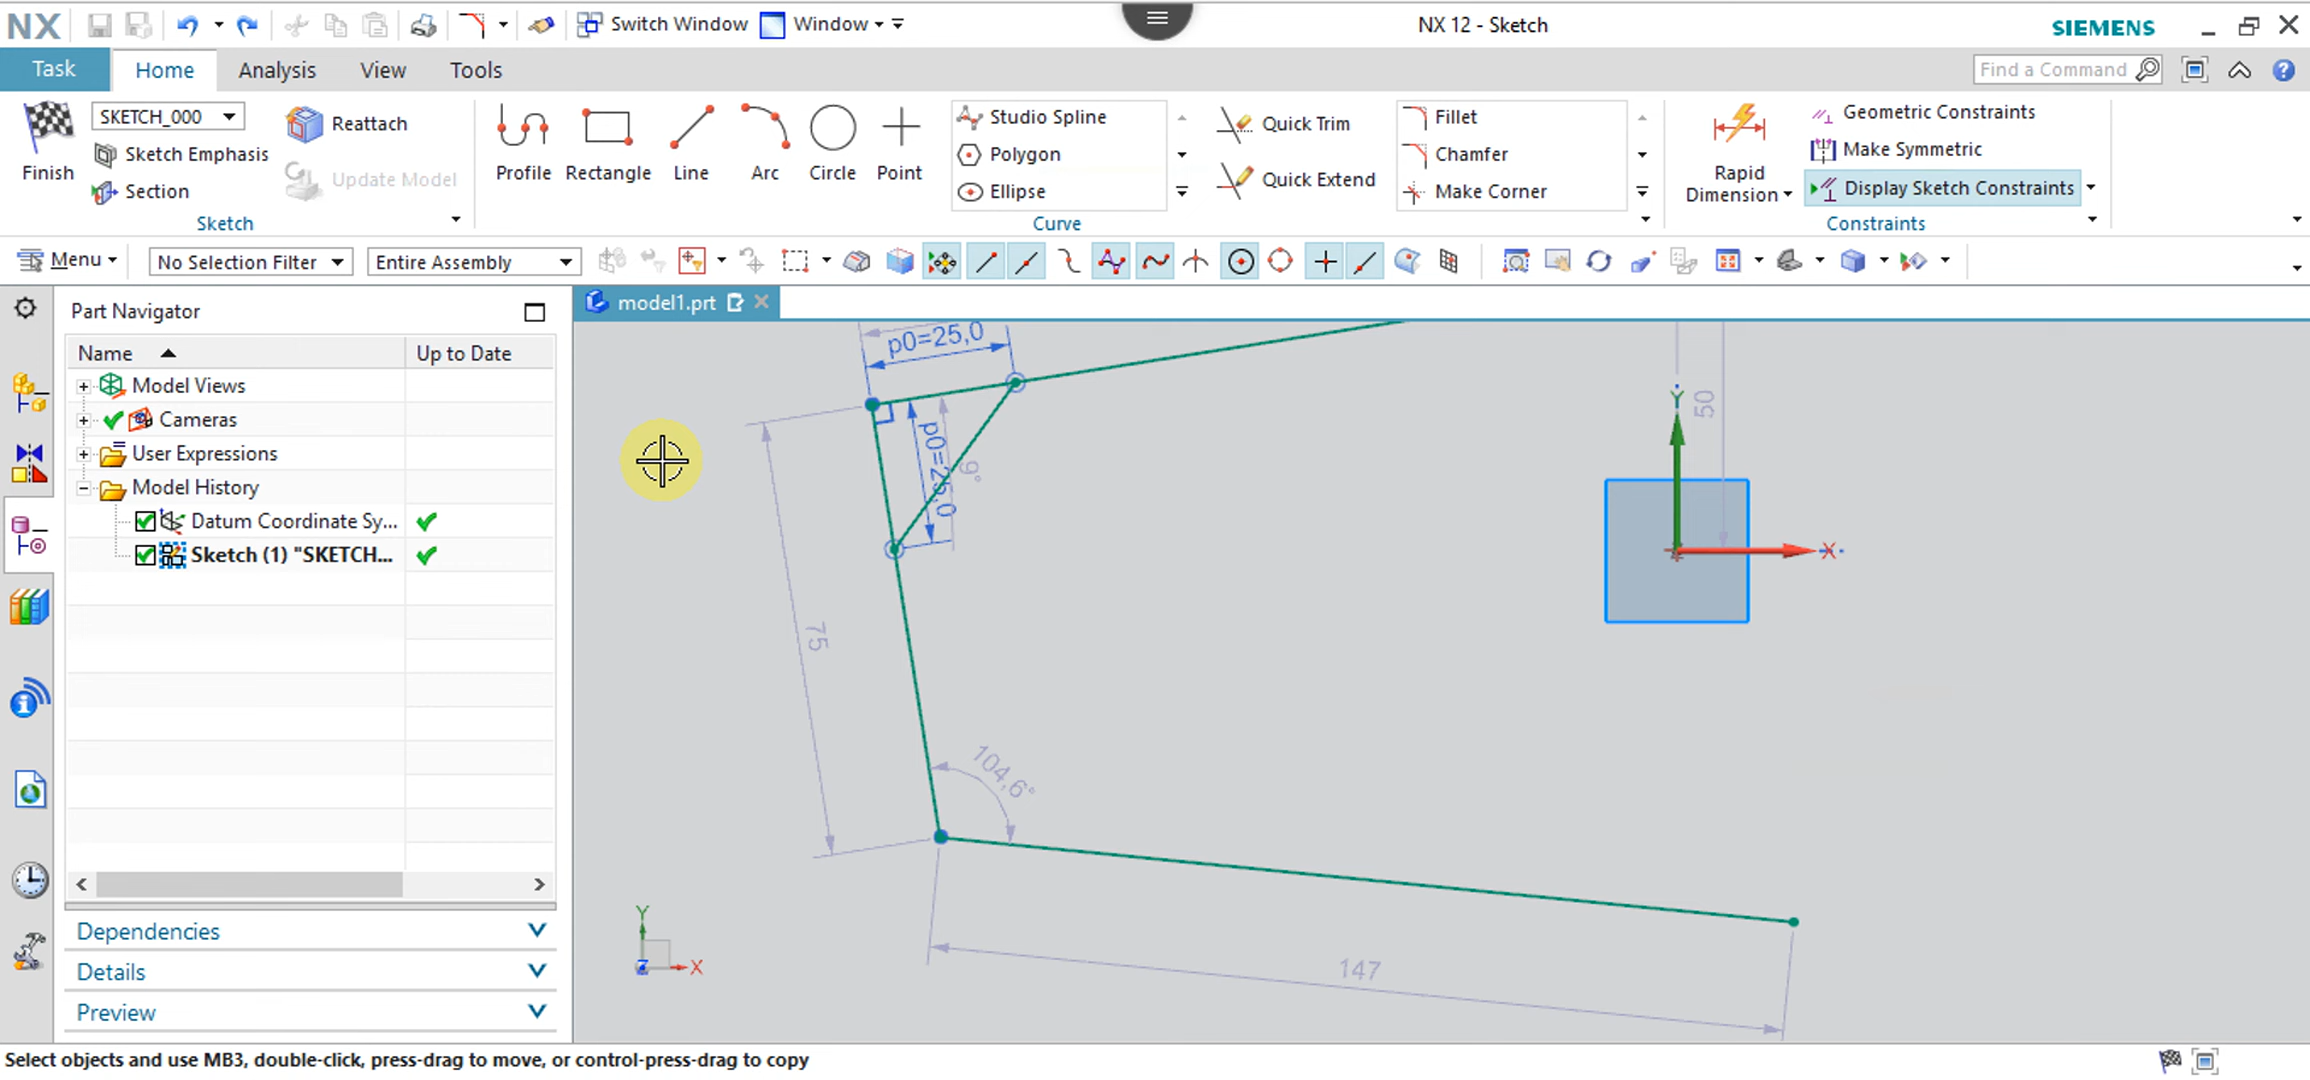 NX
Switch Window
Window
NX 12 - Sketch
SIEMENS
Task
Home
Analysis
View
Tools
Find a Command
Finish
SKETCH_000
Sketch Emphasis
Section
Reattach
Update Model
Sketch
Profile
Rectangle
Line
Arc
Circle
Point
Studio Spline
Polygon
Ellipse
Quick Trim
Quick Extend
Fillet
Chamfer
Make Corner
Curve
Rapid
Dimension
Geometric Constraints
Make Symmetric
Display Sketch Constraints
Constraints
Menu
No Selection Filter
Entire Assembly
Part Navigator
model1.prt
Name
Up to Date
Model Views
Cameras
User Expressions
Model History
Datum Coordinate Sy...
Sketch (1) "SKETCH...
Dependencies
Details
Preview
p0=25,0
p0=25,0
9°
75
104,6°
147
50
Y
X
Y
Z
X
Select objects and use MB3, double-click, press-drag to move, or control-press-drag to copy